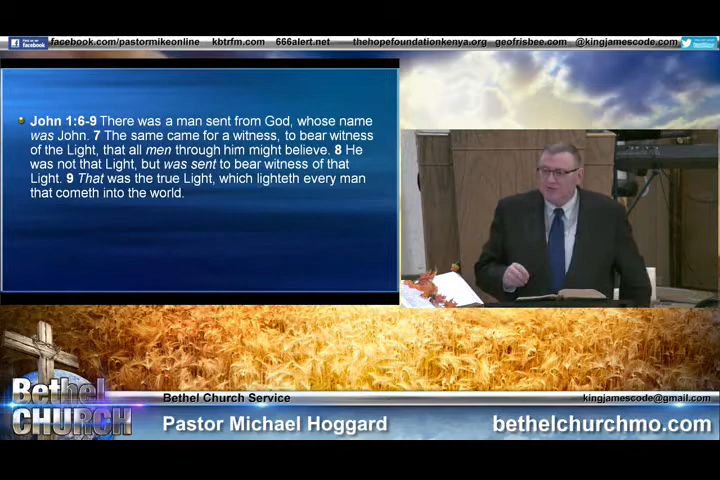 Find us on facebook facebook.com/pastormikeonline kbtrfm.com 666alert.net thehopefoundationkenya.org geofrisbee.com @kingjamescode.com
John 1:6-9 There was a man sent from God, whose name
was John. 7 The same came for a witness, to bear witness
of the Light, that all men through him might believe. 8 He
was not that Light, but was sent to bear witness of that
Light. 9 That was the true Light, which lighteth every man
that cometh into the world.
Bethel
CHURCH
Bethel Church Service kingjamescode@gmail.com
Pastor Michael Hoggard bethelchurchmo.com